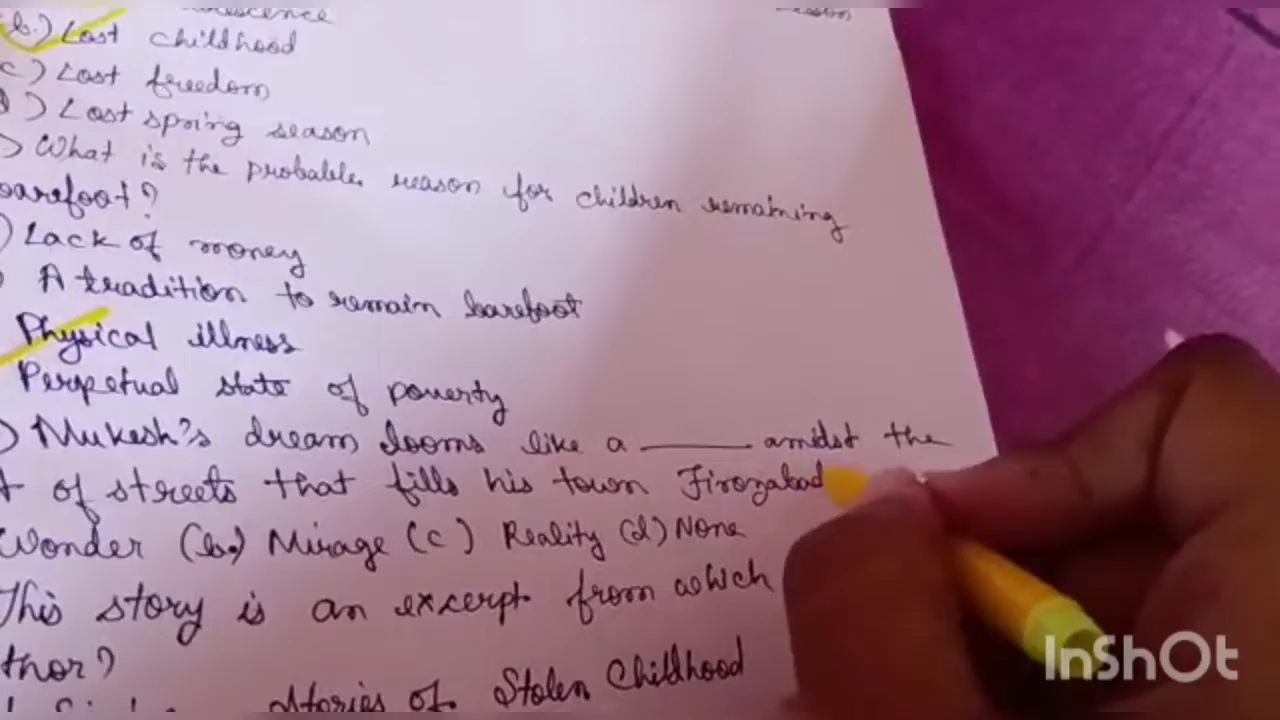 b.) Lost childhood
c.) Lost freedom
) Lost spring season
) What is the probable reason for children remaining
barefoot?
) Lack of money
A tradition to remain barefoot
Physical illness
Perpetual state of poverty
) Mukesh's dream looms like a ______ amidst the
t of streets that fills his town Firozabad
Wonder (b.) Mirage (c) Reality (d) None
This story is an excerpt from which
thor?
Stories of Stolen Childhood
InShOt